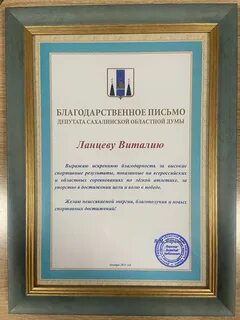 БЛАГОДАРСТВЕННОЕ ПИСЬМО
ДЕПУТАТА САХАЛИНСКОЙ ОБЛАСТНОЙ ДУМЫ
Ланцеву Виталию
Выражаю искреннюю благодарность за высокие
спортивные результаты, показанные на всероссийских
и областных соревнованиях по лёгкой атлетике, за
упорство в достижении цели и волю к победе.
Желаю неиссякаемой энергии, благополучия и новых
спортивных достижений!